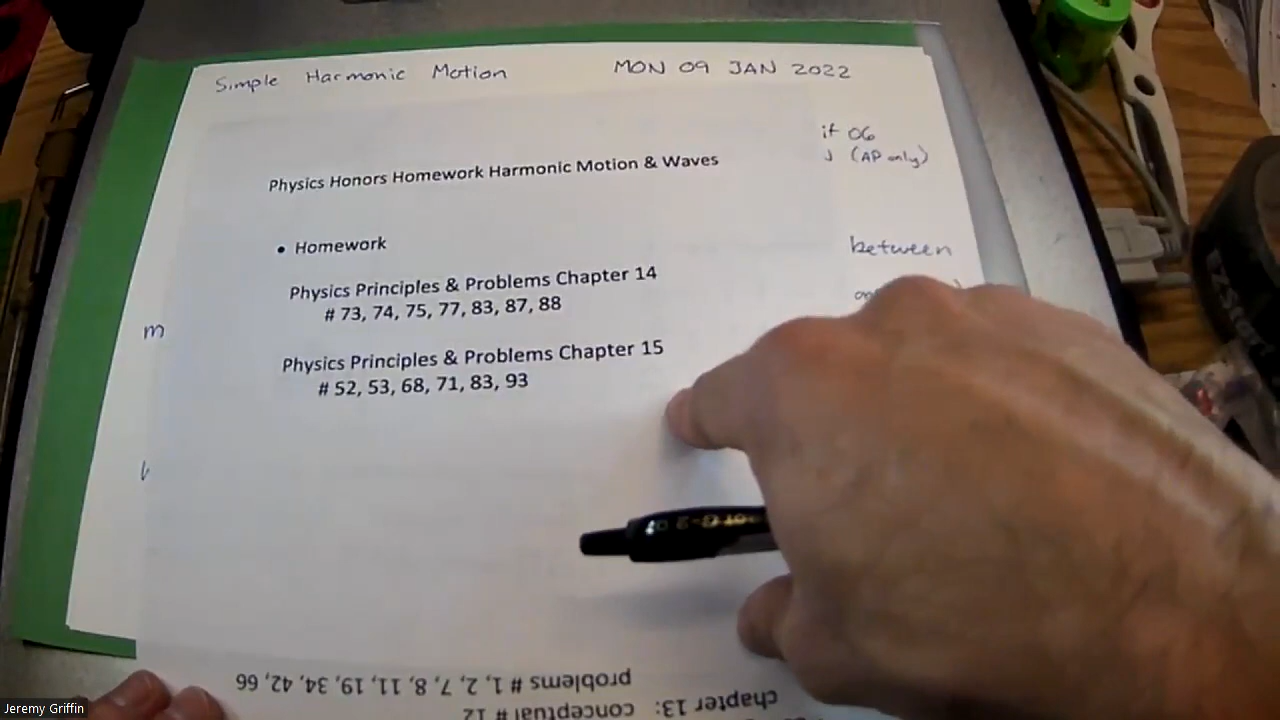 Simple Harmonic Motion MON 09 JAN 2022
if 06
(AP only)
Physics Honors Homework Harmonic Motion & Waves
• Homework
between
Physics Principles & Problems Chapter 14
# 73, 74, 75, 77, 83, 87, 88
m
Physics Principles & Problems Chapter 15
# 52, 53, 68, 71, 83, 93
G-2
problems # 1, 2, 7, 8, 11, 19, 34, 42, 66
chapter 13: conceptual # 12
Jeremy Griffin